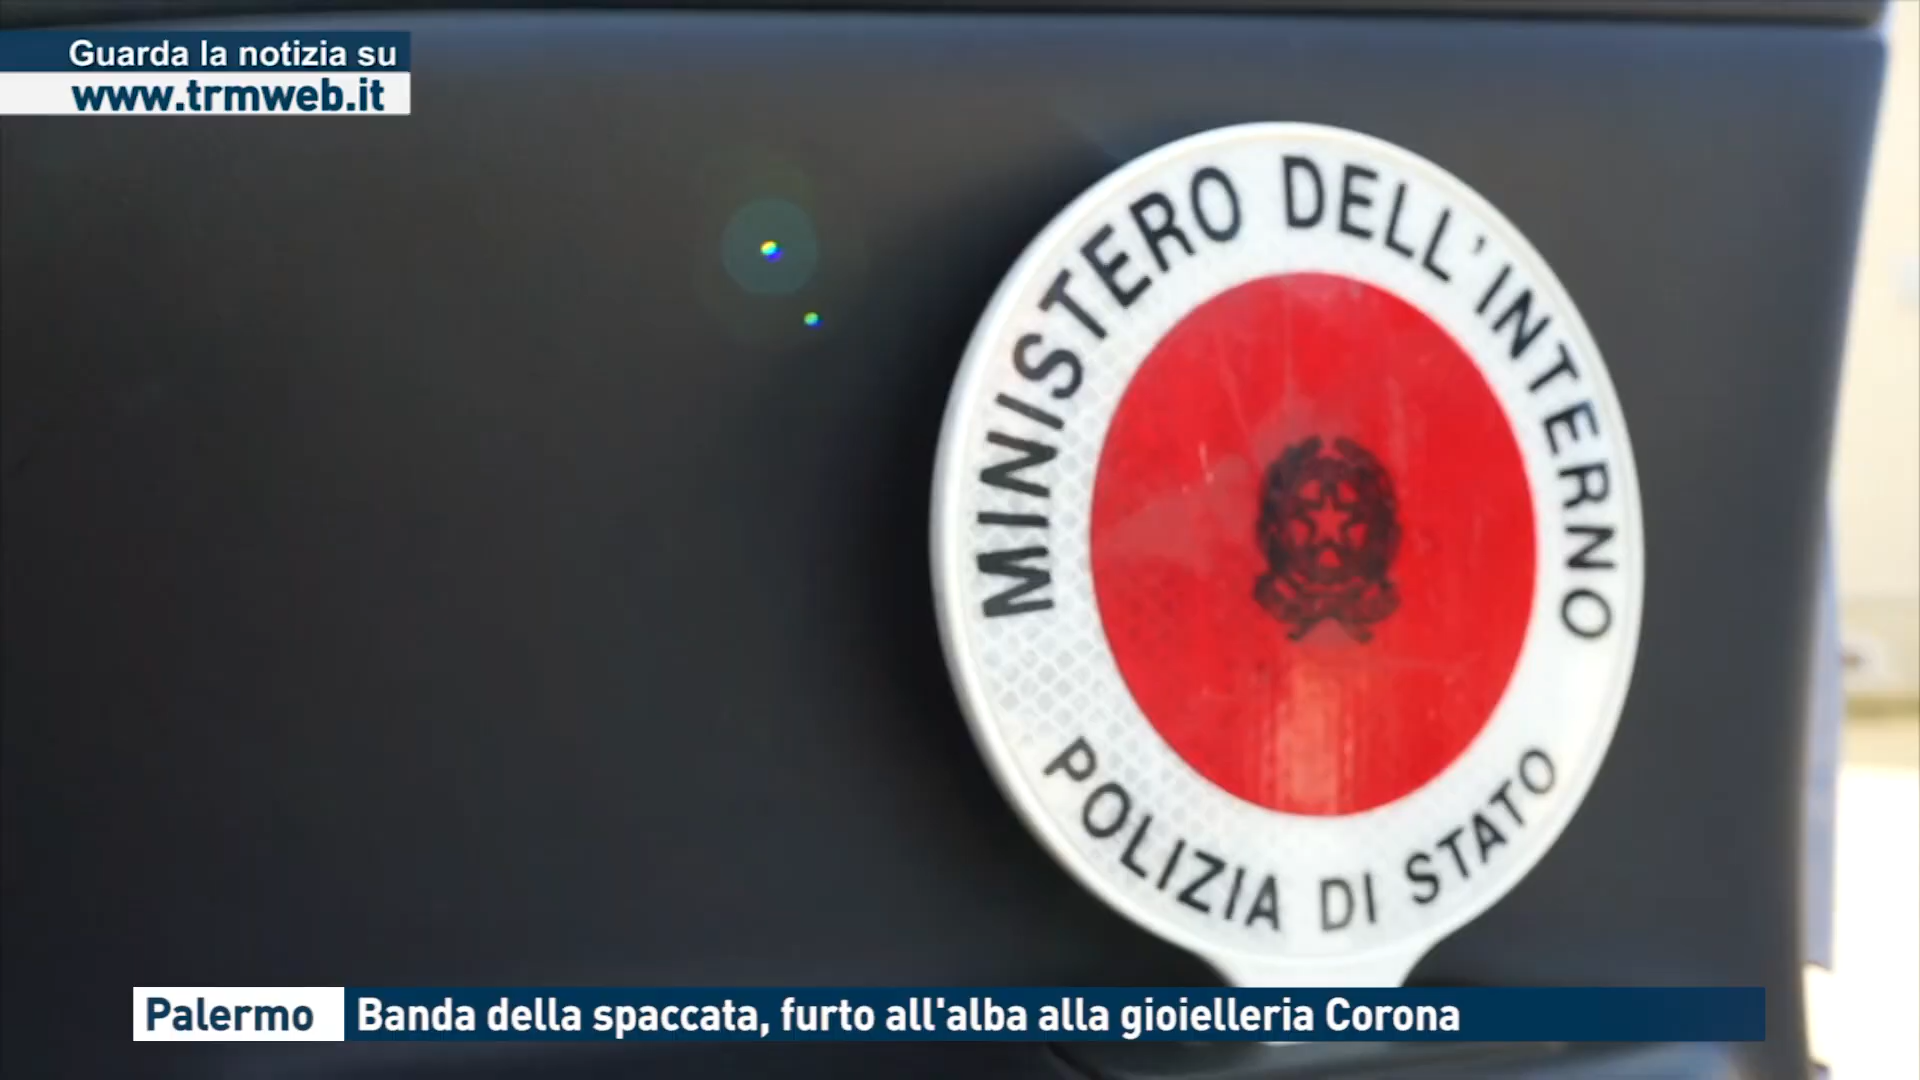 Guarda la notizia su
www.trmweb.it
MINISTERO DELL'INTERNO
POLIZIA DI STATO
Palermo Banda della spaccata, furto all'alba alla gioielleria Corona